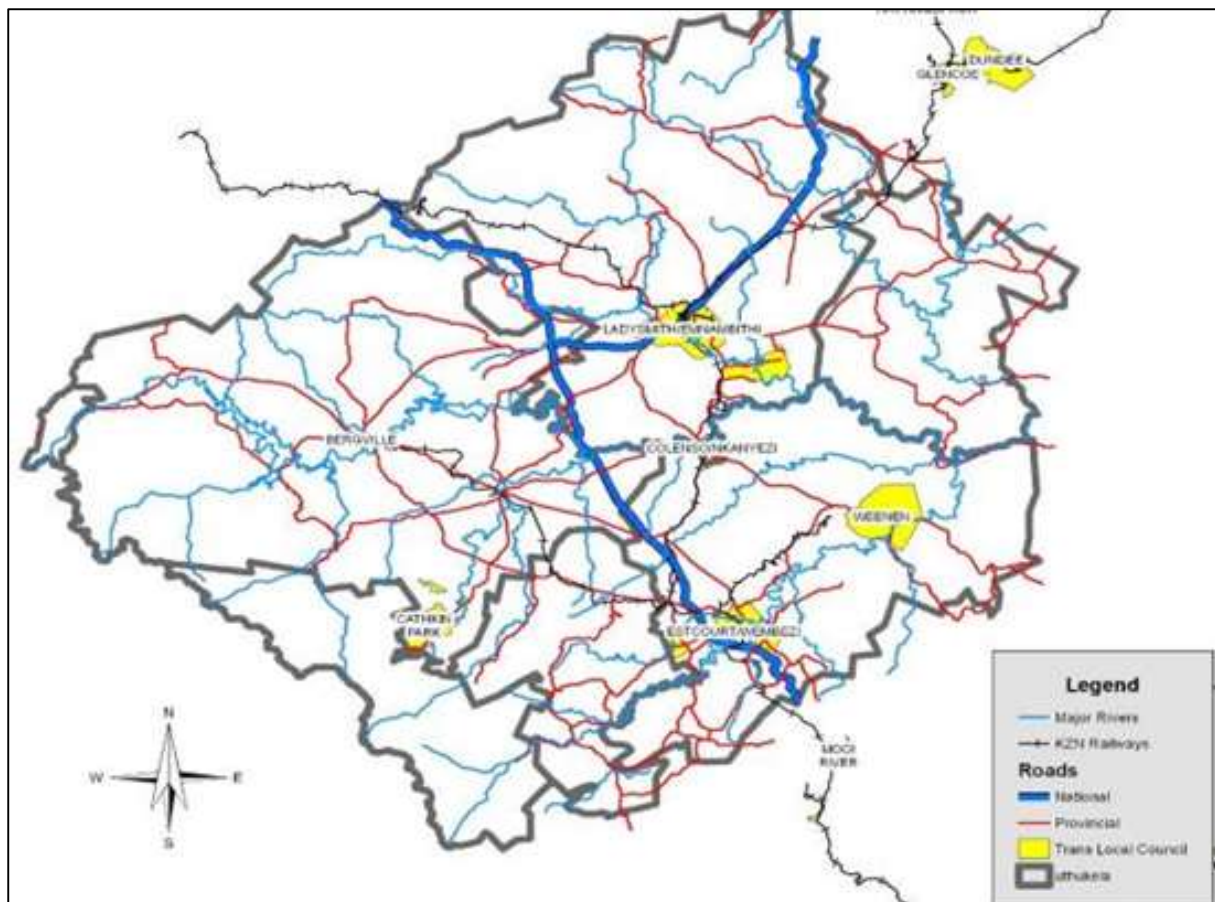 DUNDEE
GLENCOE
LADYSMITH/EMNAMBITHI
BERGVILLE
COLENSO/NKANYEZI
WEENEN
CATHKIN
PARK
ESTCOURT/WEMBEZI
MOOI
RIVER
N
W
E
S
Legend
Major Rivers
KZN Railways
Roads
National
Provincial
Trans Local Council
uthukela